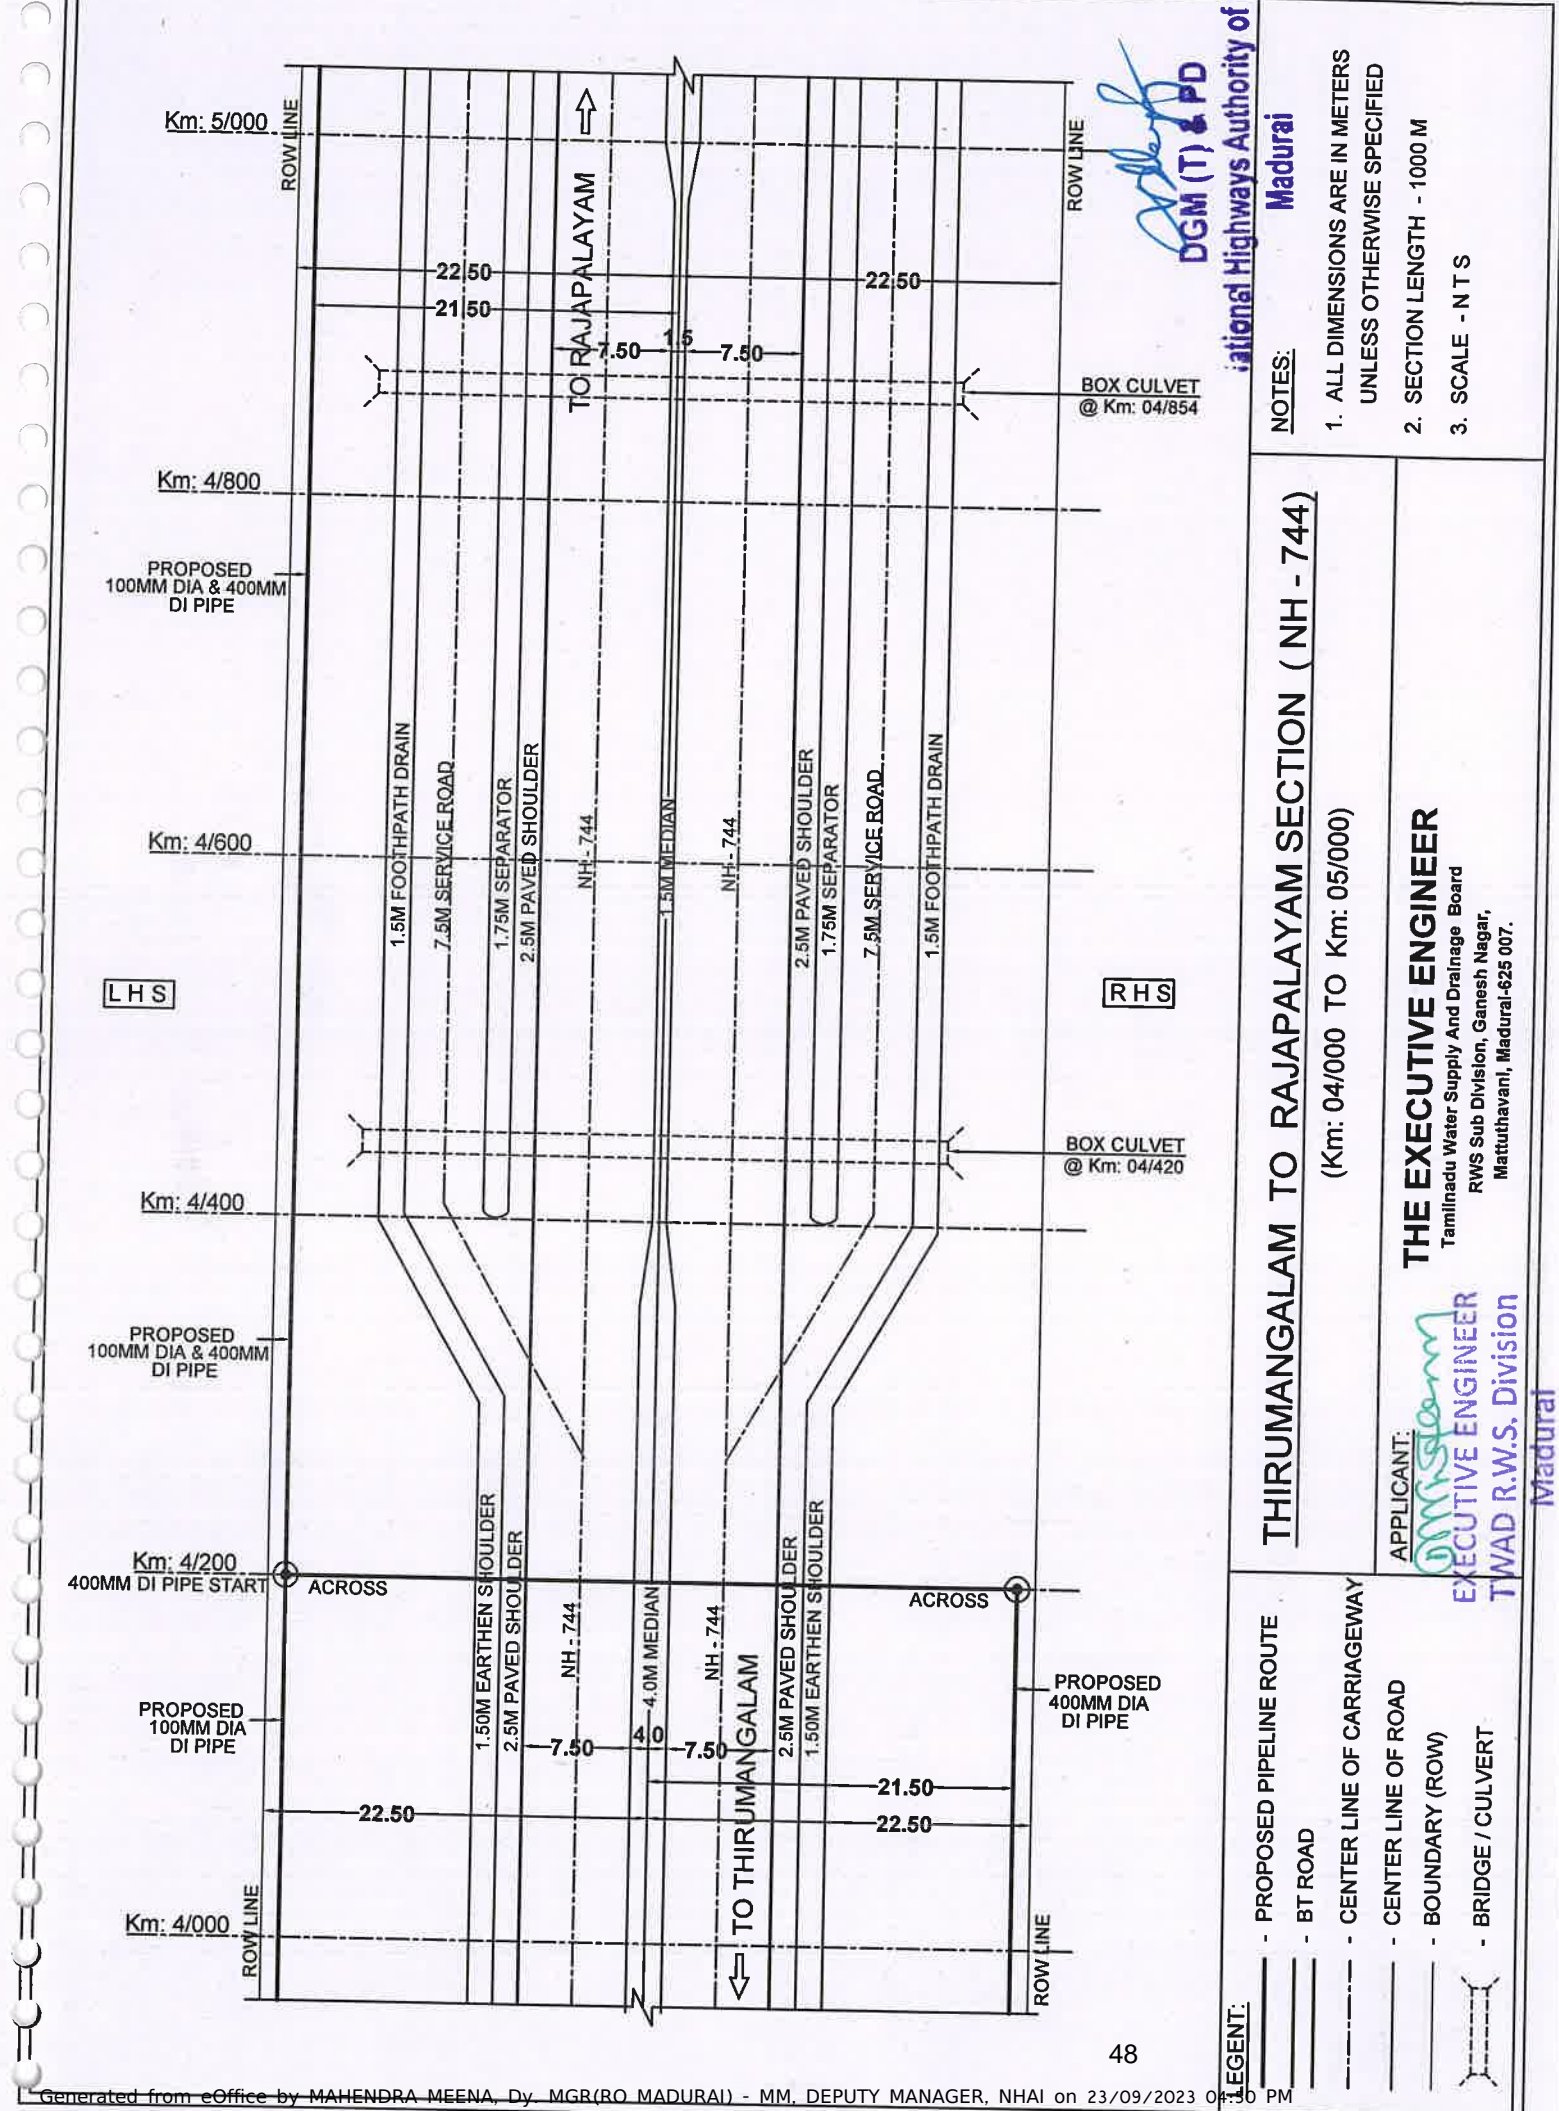 Km: 5/000
ROW LINE
TO RAJAPALAYAM
ROW LINE
22.50
21.50
22.50
7.50
1.5
7.50
BOX CULVET
@ Km: 04/854
Km: 4/800
PROPOSED
100MM DIA & 400MM
DI PIPE
1.5M FOOTHPATH DRAIN
7.5M SERVICE ROAD
1.75M SEPARATOR
2.5M PAVED SHOULDER
NH - 744
1.5M MEDIAN
NH - 744
2.5M PAVED SHOULDER
1.75M SEPARATOR
7.5M SERVICE ROAD
1.5M FOOTHPATH DRAIN
Km: 4/600
L H S
R H S
BOX CULVET
@ Km: 04/420
Km: 4/400
PROPOSED
100MM DIA & 400MM
DI PIPE
Km: 4/200
400MM DI PIPE START
ACROSS
ACROSS
1.50M EARTHEN SHOULDER
2.5M PAVED SHOULDER
NH - 744
4.0M MEDIAN
NH - 744
2.5M PAVED SHOULDER
1.50M EARTHEN SHOULDER
PROPOSED
100MM DIA
DI PIPE
PROPOSED
400MM DIA
DI PIPE
7.50
4.0
7.50
21.50
22.50
22.50
TO THIRUMANGALAM
Km: 4/000
ROW LINE
ROW LINE
DGM (T) & PD
ational Highways Authority of
Madurai
NOTES:
1. ALL DIMENSIONS ARE IN METERS
UNLESS OTHERWISE SPECIFIED
2. SECTION LENGTH - 1000 M
3. SCALE - N T S
THIRUMANGALAM TO RAJAPALAYAM SECTION ( NH - 744)
(Km: 04/000 TO Km: 05/000)
APPLICANT:
THE EXECUTIVE ENGINEER
Tamilnadu Water Supply And Drainage Board
RWS Sub Division, Ganesh Nagar,
Mattuthavani, Madurai-625 007.
EXECUTIVE ENGINEER
TWAD R.W.S. Division
Madurai
LEGENT:
- PROPOSED PIPELINE ROUTE
- BT ROAD
- CENTER LINE OF CARRIAGEWAY
- CENTER LINE OF ROAD
- BOUNDARY (ROW)
- BRIDGE / CULVERT
48
Generated from eOffice by MAHENDRA MEENA, Dy. MGR(RO MADURAI) - MM, DEPUTY MANAGER, NHAI on 23/09/2023 04:30 PM